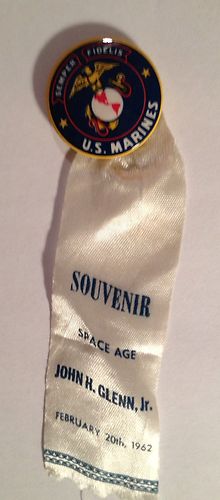 SEMPER FIDELIS
U.S. MARINES
SOUVENIR
SPACE AGE
JOHN H. GLENN, Jr.
FEBRUARY 20th, 1962